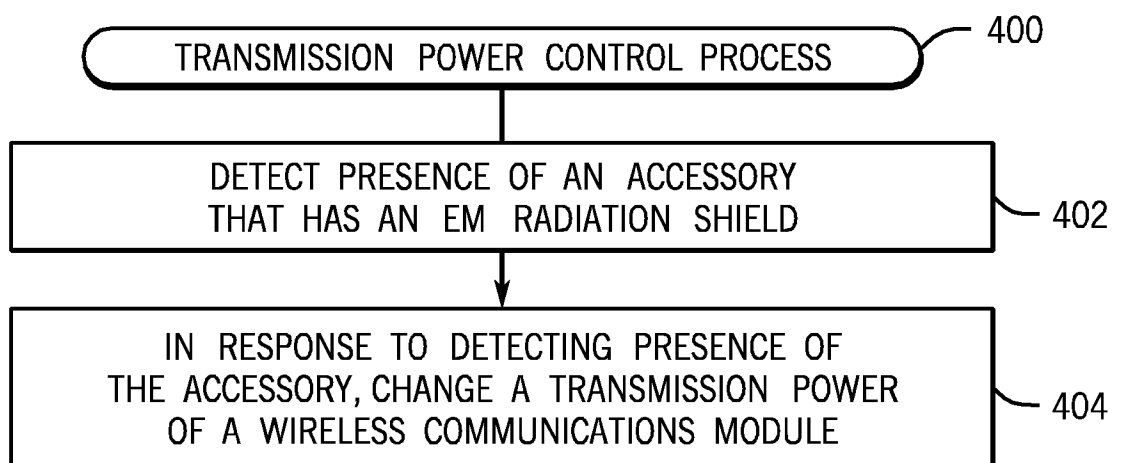 TRANSMISSION POWER CONTROL PROCESS
400
DETECT PRESENCE OF AN ACCESSORY
THAT HAS AN EM RADIATION SHIELD
402
IN RESPONSE TO DETECTING PRESENCE OF
THE ACCESSORY, CHANGE A TRANSMISSION POWER
OF A WIRELESS COMMUNICATIONS MODULE
404